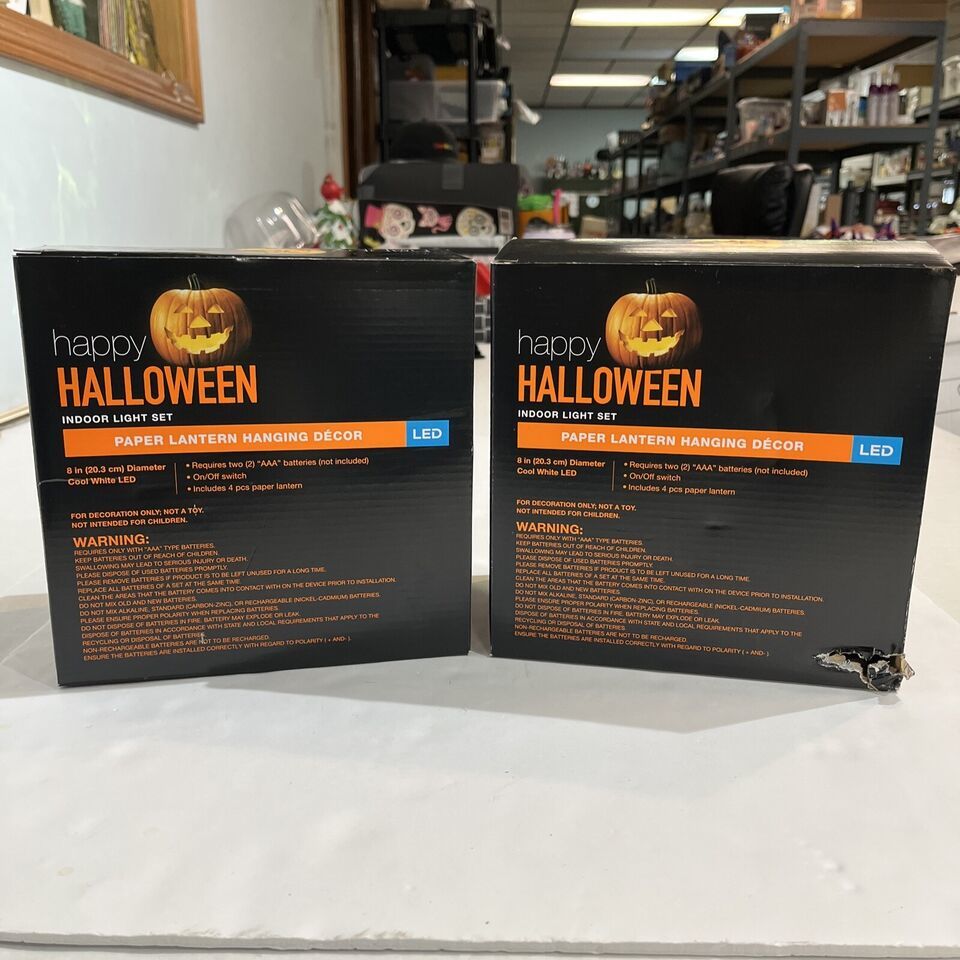 happy
HALLOWEEN
INDOOR LIGHT SET
PAPER LANTERN HANGING DÉCOR
LED
8 in (20.3 cm) Diameter
Cool White LED
• Requires two (2) "AAA" batteries (not included)
• On/Off switch
• Includes 4 pcs paper lantern
FOR DECORATION ONLY; NOT A TOY.
NOT INTENDED FOR CHILDREN.
WARNING:
REQUIRES ONLY WITH "AAA" TYPE BATTERIES.
KEEP BATTERIES OUT OF REACH OF CHILDREN.
SWALLOWING MAY LEAD TO SERIOUS INJURY OR DEATH.
PLEASE DISPOSE OF USED BATTERIES PROMPTLY.
PLEASE REMOVE BATTERIES IF PRODUCT IS TO BE LEFT UNUSED FOR A LONG TIME.
REPLACE ALL BATTERIES OF A SET AT THE SAME TIME.
CLEAN THE AREAS THAT THE BATTERY COMES INTO CONTACT WITH ON THE DEVICE PRIOR TO INSTALLATION.
DO NOT MIX OLD AND NEW BATTERIES.
DO NOT MIX ALKALINE, STANDARD (CARBON-ZINC), OR RECHARGEABLE (NICKEL-CADMIUM) BATTERIES.
PLEASE ENSURE PROPER POLARITY WHEN REPLACING BATTERIES.
DO NOT DISPOSE OF BATTERIES IN FIRE. BATTERY MAY EXPLODE OR LEAK.
DISPOSE OF BATTERIES IN ACCORDANCE WITH STATE AND LOCAL REQUIREMENTS THAT APPLY TO THE
RECYCLING OR DISPOSAL OF BATTERIES.
NON-RECHARGEABLE BATTERIES ARE NOT TO BE RECHARGED.
ENSURE THE BATTERIES ARE INSTALLED CORRECTLY WITH REGARD TO POLARITY ( + AND - )
happy
HALLOWEEN
INDOOR LIGHT SET
PAPER LANTERN HANGING DÉCOR
LED
8 in (20.3 cm) Diameter
Cool White LED
• Requires two (2) "AAA" batteries (not included)
• On/Off switch
• Includes 4 pcs paper lantern
FOR DECORATION ONLY; NOT A TOY.
NOT INTENDED FOR CHILDREN.
WARNING:
REQUIRES ONLY WITH "AAA" TYPE BATTERIES.
KEEP BATTERIES OUT OF REACH OF CHILDREN.
SWALLOWING MAY LEAD TO SERIOUS INJURY OR DEATH.
PLEASE DISPOSE OF USED BATTERIES PROMPTLY.
PLEASE REMOVE BATTERIES IF PRODUCT IS TO BE LEFT UNUSED FOR A LONG TIME.
REPLACE ALL BATTERIES OF A SET AT THE SAME TIME.
CLEAN THE AREAS THAT THE BATTERY COMES INTO CONTACT WITH ON THE DEVICE PRIOR TO INSTALLATION.
DO NOT MIX OLD AND NEW BATTERIES.
DO NOT MIX ALKALINE, STANDARD (CARBON-ZINC), OR RECHARGEABLE (NICKEL-CADMIUM) BATTERIES.
PLEASE ENSURE PROPER POLARITY WHEN REPLACING BATTERIES.
DO NOT DISPOSE OF BATTERIES IN FIRE. BATTERY MAY EXPLODE OR LEAK.
DISPOSE OF BATTERIES IN ACCORDANCE WITH STATE AND LOCAL REQUIREMENTS THAT APPLY TO THE
RECYCLING OR DISPOSAL OF BATTERIES.
NON-RECHARGEABLE BATTERIES ARE NOT TO BE RECHARGED.
ENSURE THE BATTERIES ARE INSTALLED CORRECTLY WITH REGARD TO POLARITY ( + AND - )